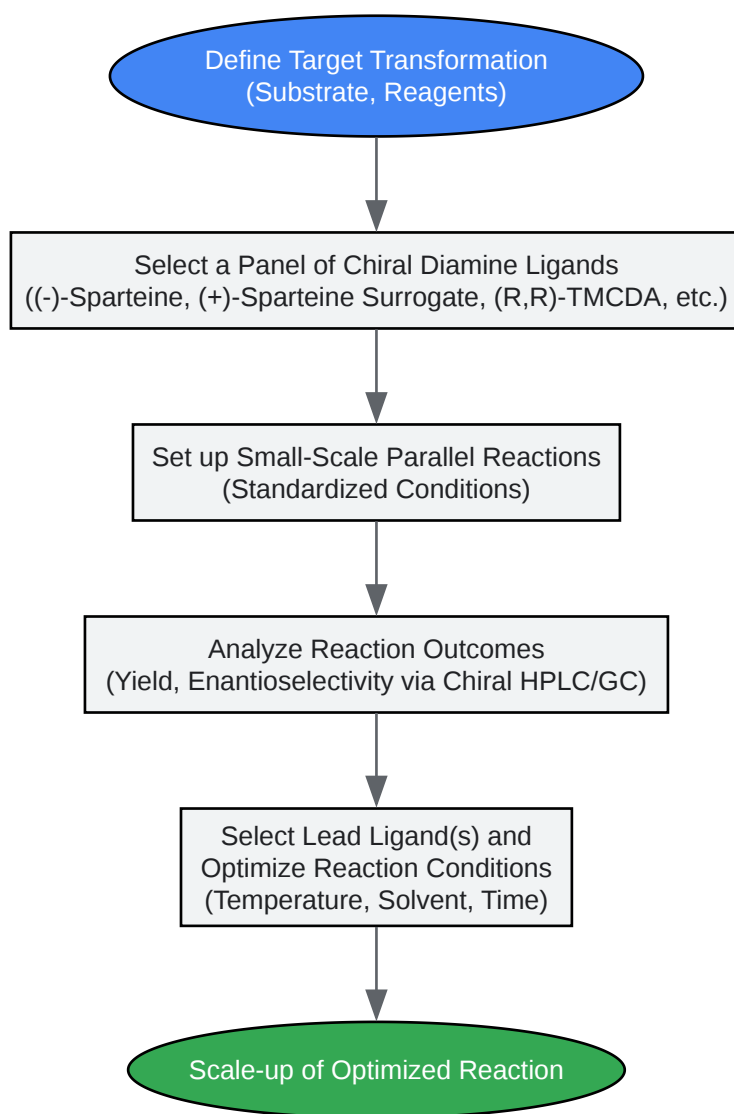 Define Target Transformation
(Substrate, Reagents)
Select a Panel of Chiral Diamine Ligands
((-)-Sparteine, (+)-Sparteine Surrogate, (R,R)-TMCDA, etc.)
Set up Small-Scale Parallel Reactions
(Standardized Conditions)
Analyze Reaction Outcomes
(Yield, Enantioselectivity via Chiral HPLC/GC)
Select Lead Ligand(s) and
Optimize Reaction Conditions
(Temperature, Solvent, Time)
Scale-up of Optimized Reaction